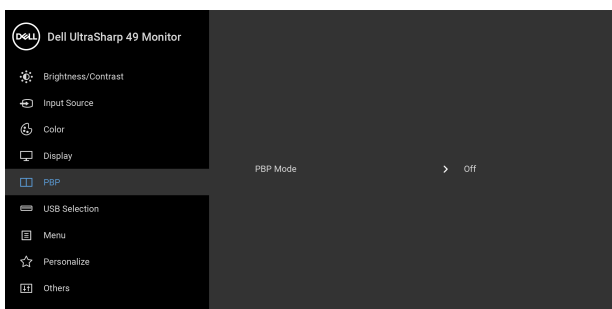 DELL
Dell UltraSharp 49 Monitor
Brightness/Contrast
Input Source
Color
Display
PBP Mode Off
PBP
USB Selection
Menu
Personalize
Others